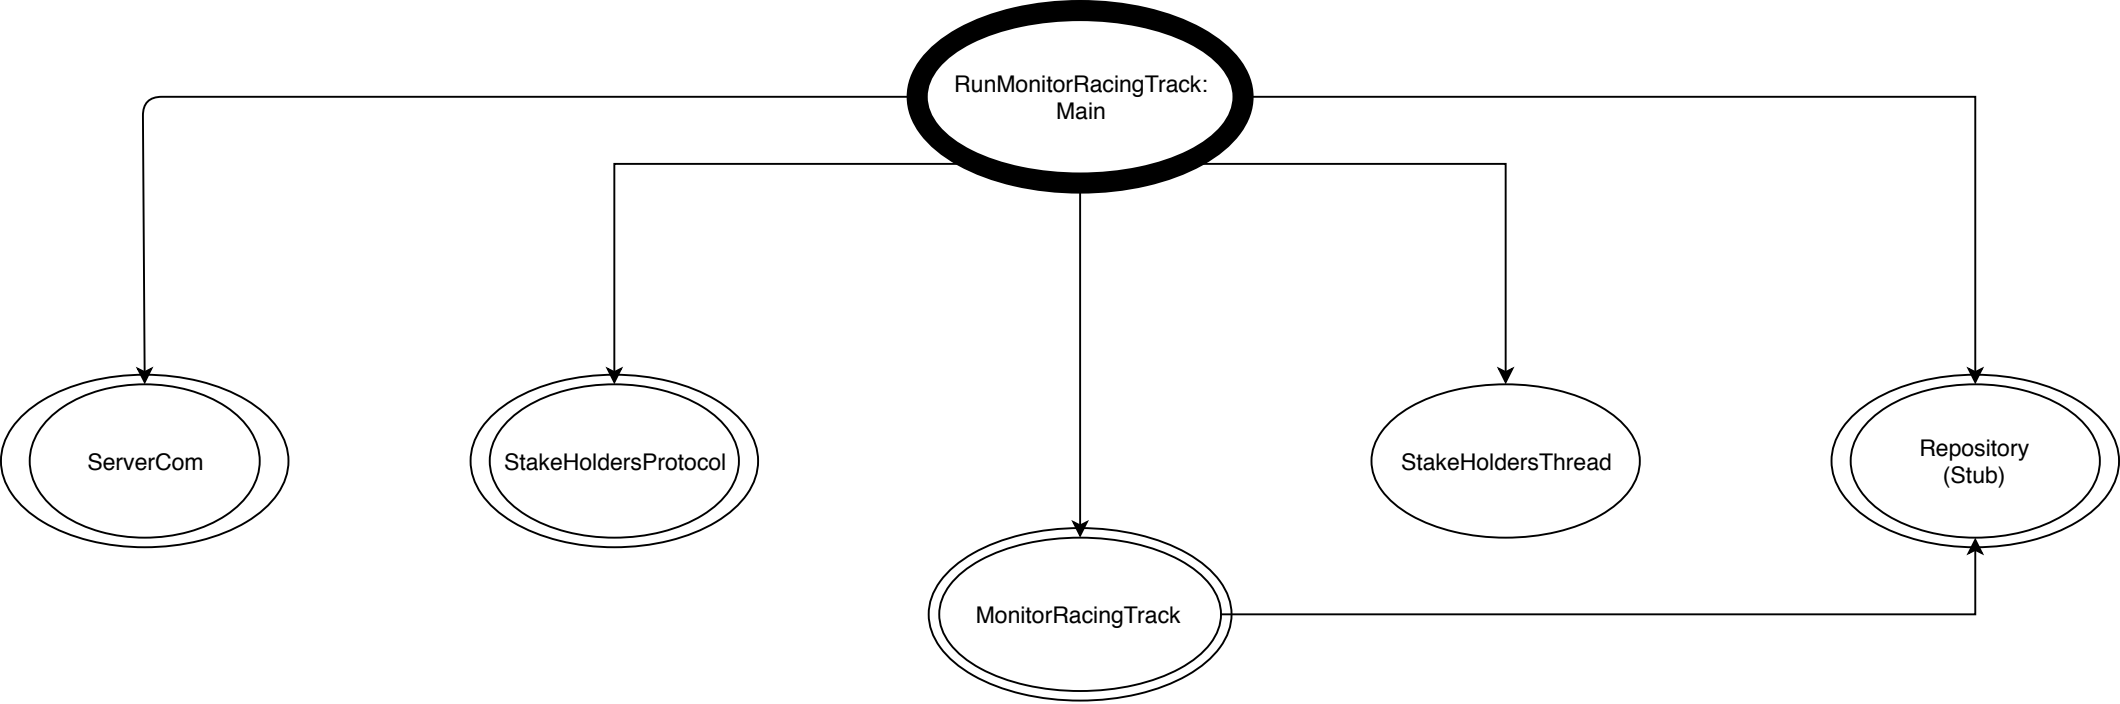 RunMonitorRacingTrack:
Main
ServerCom
StakeHoldersProtocol
StakeHoldersThread
Repository
(Stub)
MonitorRacingTrack